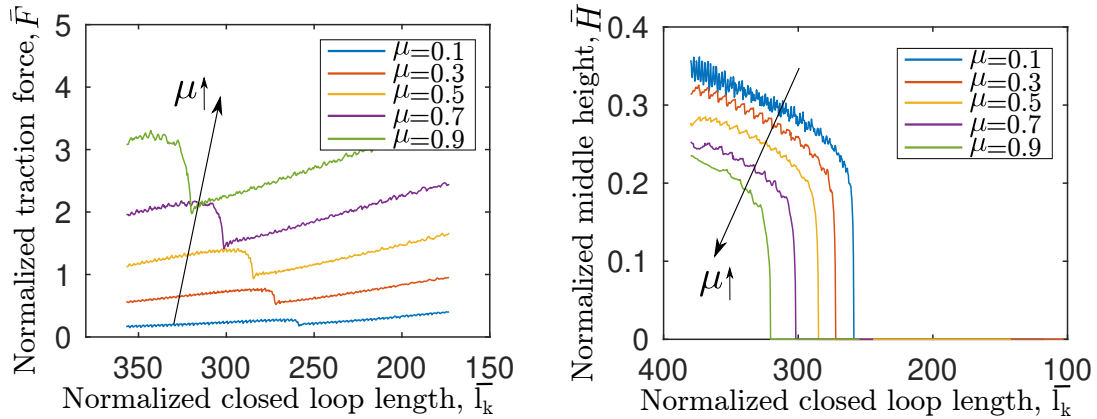 Normalized traction force, F̄
5
4
3
2
1
0
350
300
250
200
150
Normalized closed loop length, l̄_k
μ↑
μ=0.1
μ=0.3
μ=0.5
μ=0.7
μ=0.9
Normalized middle height, H̄
0.4
0.3
0.2
0.1
0
400
300
200
100
Normalized closed loop length, l̄_k
μ↑
μ=0.1
μ=0.3
μ=0.5
μ=0.7
μ=0.9